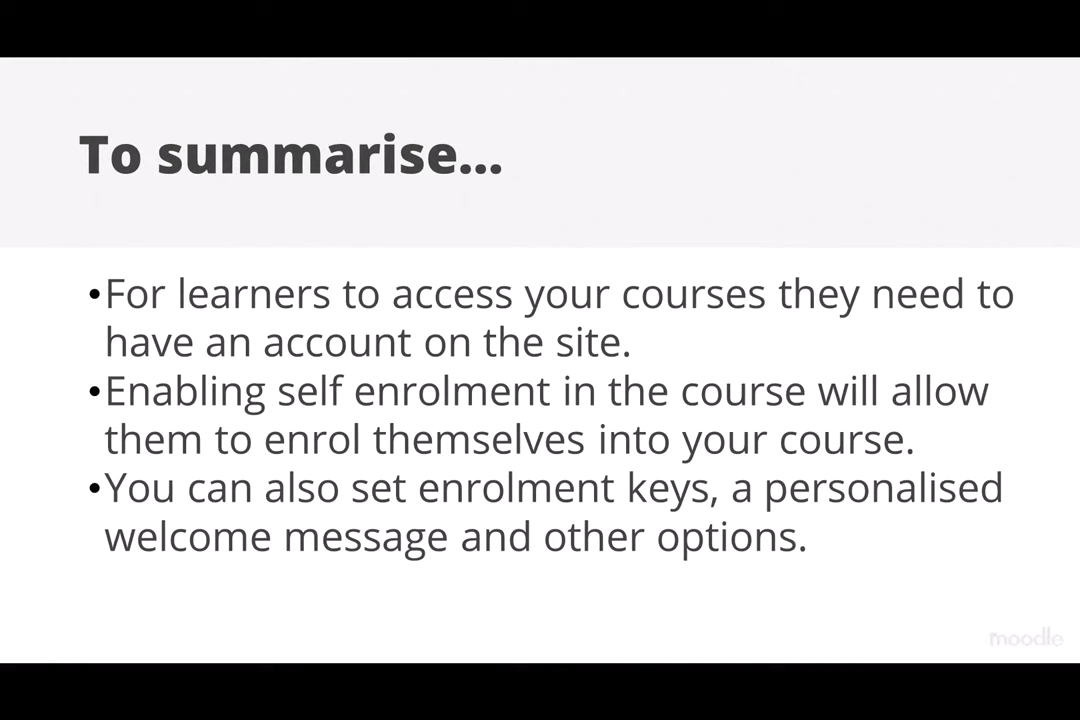 To summarise...
•For learners to access your courses they need to
have an account on the site.
•Enabling self enrolment in the course will allow
them to enrol themselves into your course.
•You can also set enrolment keys, a personalised
welcome message and other options.
moodle